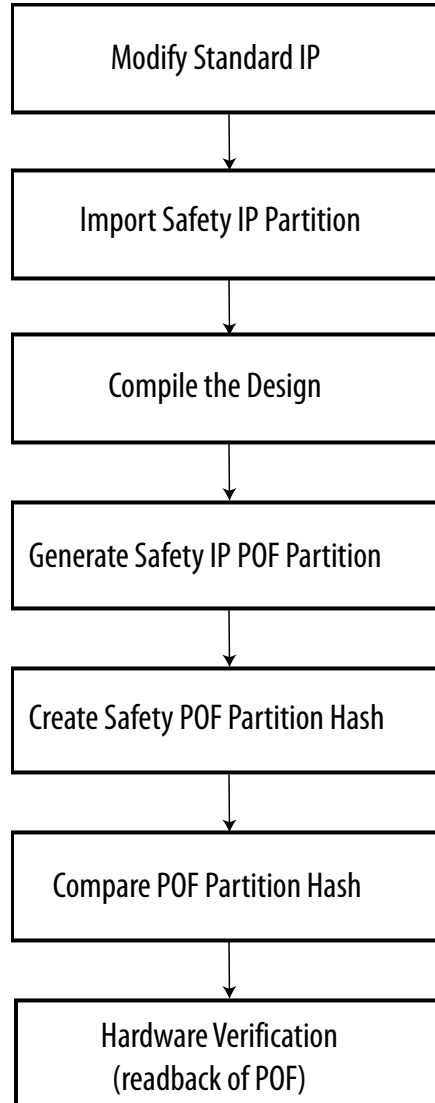 Modify Standard IP
Import Safety IP Partition
Compile the Design
Generate Safety IP POF Partition
Create Safety POF Partition Hash
Compare POF Partition Hash
Hardware Verification
(readback of POF)